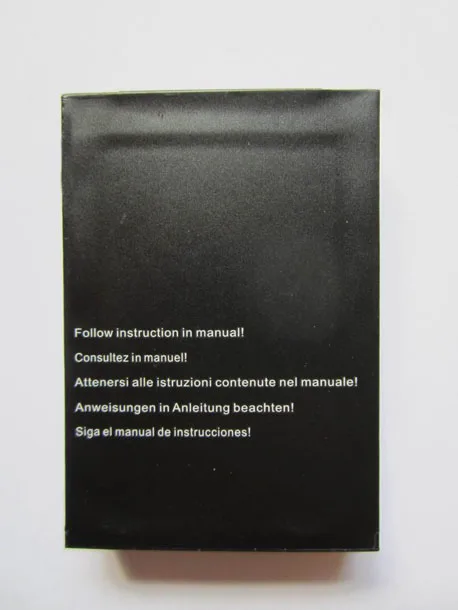 Follow instruction in manual!
Consultez in manuel!
Attenersi alle istruzioni contenute nel manuale!
Anweisungen in Anleitung beachten!
Siga el manual de instrucciones!